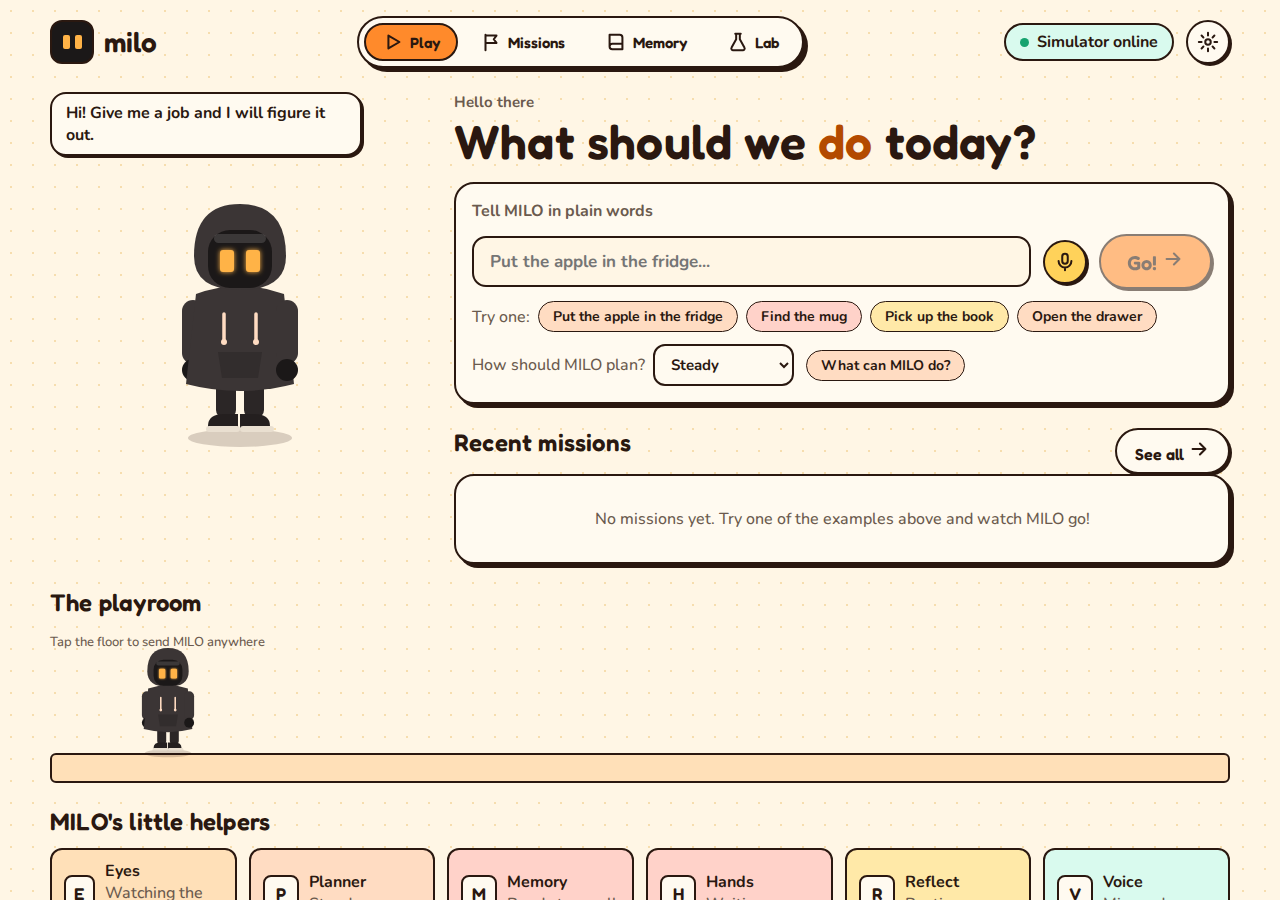 milo
Play
Missions
Memory
Lab
Simulator online
Hi! Give me a job and I will figure it
out.
Hello there
What should we do today?
Tell MILO in plain words
Put the apple in the fridge...
Go!
Try one:
Put the apple in the fridge
Find the mug
Pick up the book
Open the drawer
How should MILO plan?
Steady
What can MILO do?
Recent missions
See all
No missions yet. Try one of the examples above and watch MILO go!
The playroom
Tap the floor to send MILO anywhere
MILO's little helpers
E
Eyes
Watching the
P
Planner
M
Memory
H
Hands
R
Reflect
V
Voice